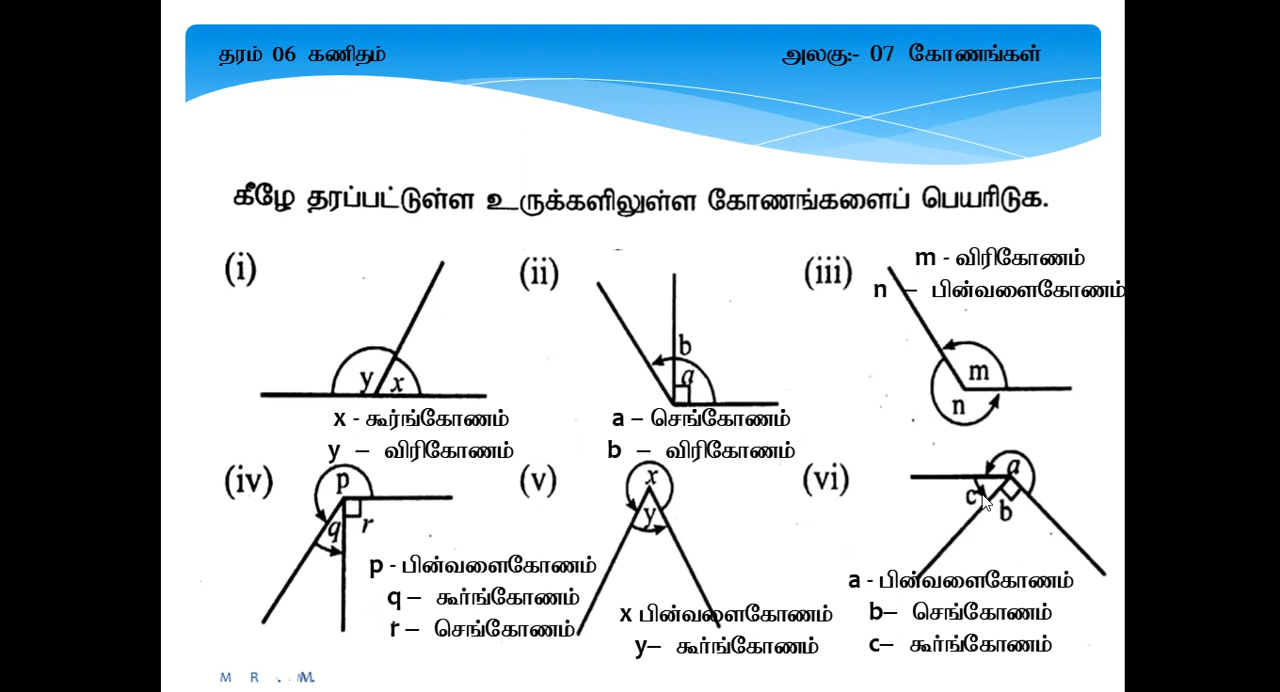 தரம் 06 கணிதம்
அலகு:- 07 கோணங்கள்
கீழே தரப்பட்டுள்ள உருக்களிலுள்ள கோணங்களைப் பெயரிடுக.
(i)
y x
x - கூர்ங்கோணம்
y – விரிகோணம்
(ii)
b
a
a – செங்கோணம்
b – விரிகோணம்
(iii)
m - விரிகோணம்
n – பின்வளைகோணம்
m
n
(iv)
p
q r
p - பின்வளைகோணம்
q – கூர்ங்கோணம்
r – செங்கோணம்
(v)
x
y
x பின்வளைகோணம்
y– கூர்ங்கோணம்
(vi)
a
c b
a - பின்வளைகோணம்
b– செங்கோணம்
c– கூர்ங்கோணம்
M R . M.